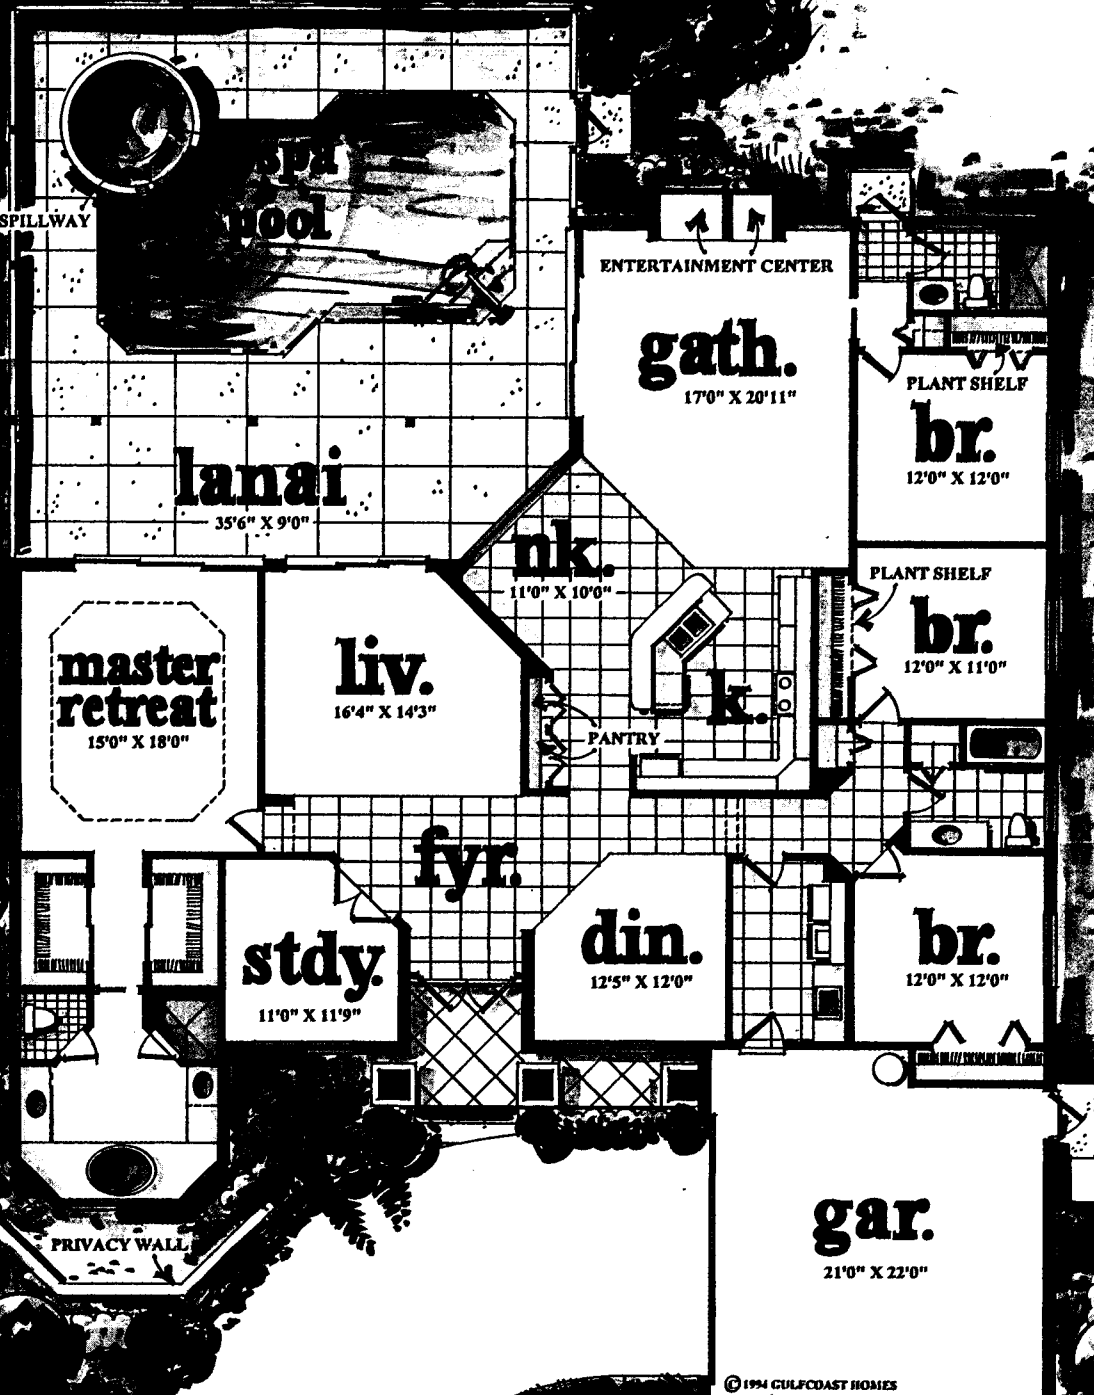 spa
pool
SPILLWAY
ENTERTAINMENT CENTER
gath.
17'0" X 20'11"
PLANT SHELF
br.
12'0" X 12'0"
lanai
35'6" X 9'0"
nk.
11'0" X 10'0"
PLANT SHELF
br.
12'0" X 11'0"
master
retreat
15'0" X 18'0"
liv.
16'4" X 14'3"
k.
PANTRY
fyr.
stdy.
11'0" X 11'9"
din.
12'5" X 12'0"
br.
12'0" X 12'0"
PRIVACY WALL
gar.
21'0" X 22'0"
© 1994 GULFCOAST HOMES